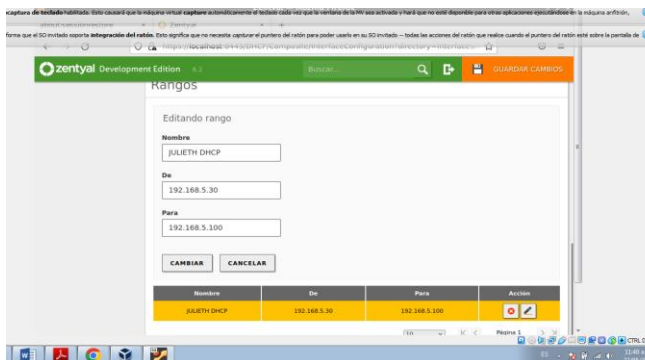 captura de teclado habilitada. Esto causará que la máquina virtual capture automáticamente el teclado cada vez que la ventana de la MV sea activada y hará que no esté disponible para otras aplicaciones ejecutándose en la máquina anfitrión,
forma que el SO invitado soporta integración del ratón. Esto significa que no necesita capturar el puntero del ratón para poder usarlo en su SO invitado -- todas las acciones del ratón que realice cuando el puntero del ratón esté sobre la pantalla de
zentyal Development Edition 6.2
Buscar...
GUARDAR CAMBIOS
Rangos
Editando rango
Nombre
JULIETH DHCP
De
192.168.5.30
Para
192.168.5.100
CAMBIAR CANCELAR
Nombre De Para Acción
JULIETH DHCP 192.168.5.30 192.168.5.100
10 Página 1
ES